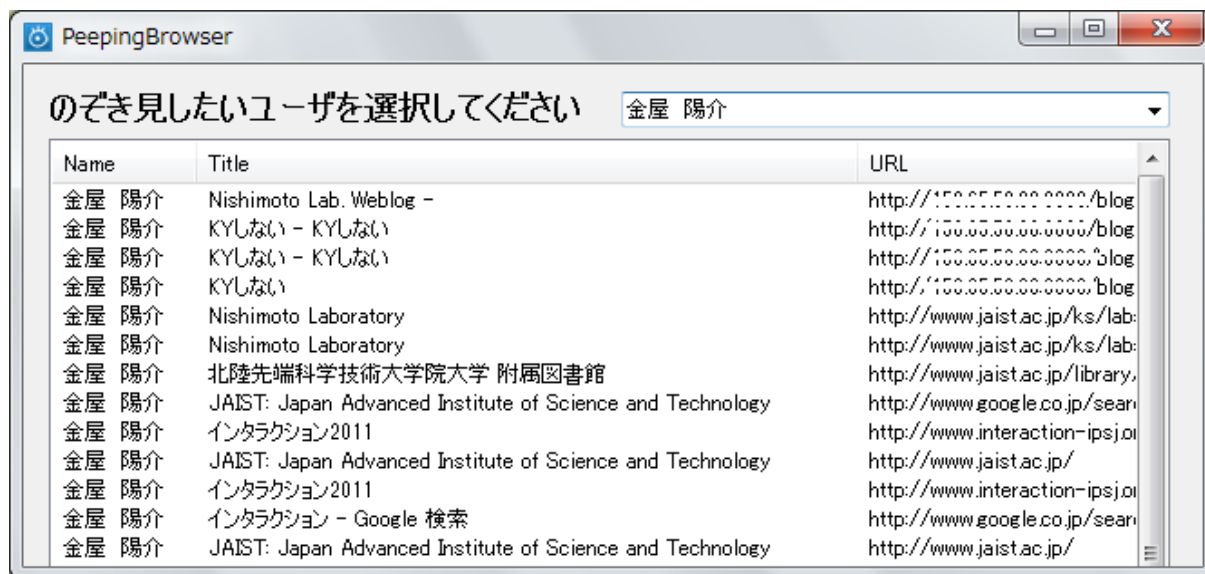 PeepingBrowser
のぞき見したいユーザを選択してください 金屋 陽介
Name Title URL
金屋 陽介 Nishimoto Lab. Weblog - http:// /blog
金屋 陽介 KYしない - KYしない http:// /blog
金屋 陽介 KYしない - KYしない http:// blog
金屋 陽介 KYしない http:// blog
金屋 陽介 Nishimoto Laboratory http://www.jaist.ac.jp/ks/lab
金屋 陽介 Nishimoto Laboratory http://www.jaist.ac.jp/ks/lab
金屋 陽介 北陸先端科学技術大学院大学 附属図書館 http://www.jaist.ac.jp/library
金屋 陽介 JAIST: Japan Advanced Institute of Science and Technology http://www.google.co.jp/sear
金屋 陽介 インタラクション2011 http://www.interaction-ipsj.o
金屋 陽介 JAIST: Japan Advanced Institute of Science and Technology http://www.jaist.ac.jp/
金屋 陽介 インタラクション2011 http://www.interaction-ipsj.o
金屋 陽介 インタラクション - Google 検索 http://www.google.co.jp/sear
金屋 陽介 JAIST: Japan Advanced Institute of Science and Technology http://www.jaist.ac.jp/